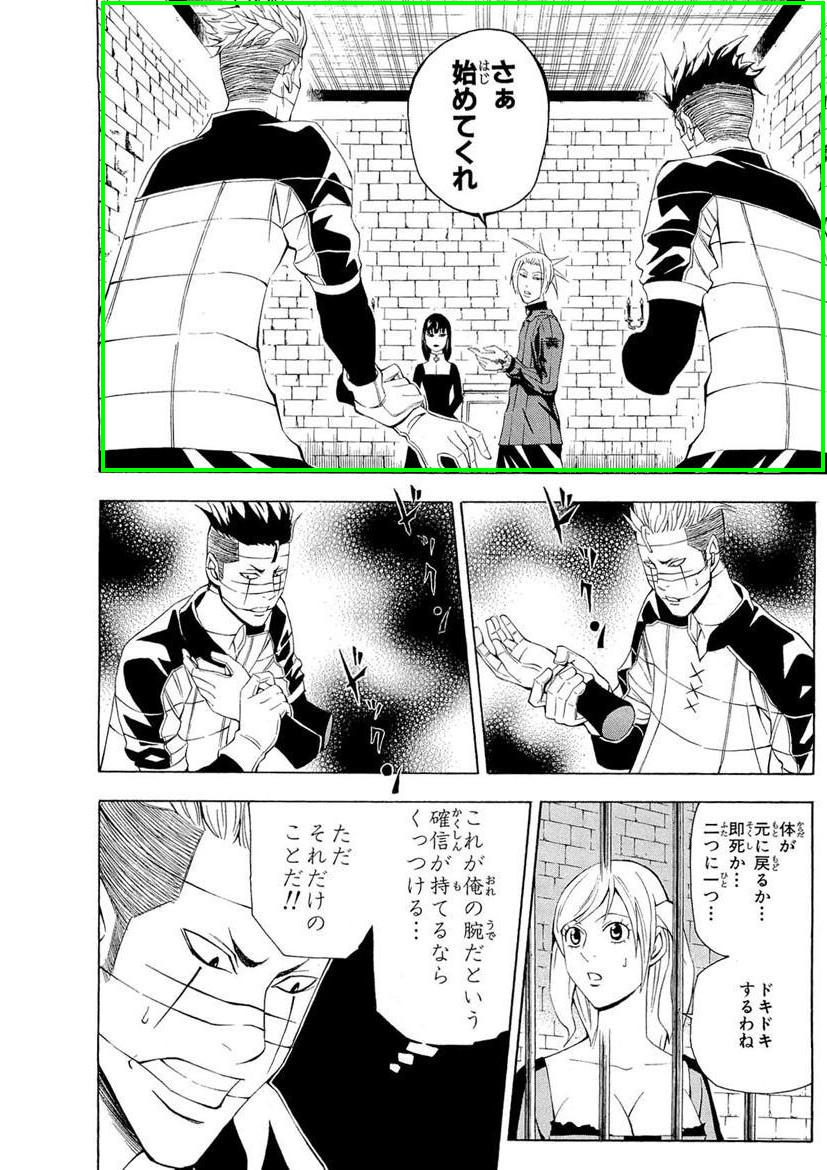 さぁ
始めてくれ
ドックン
ドックン
体が
元に戻るか…
即死か…
二つに一つ…
ドキドキ
するわね
これが俺の腕だという
確信が持てるなら
くっつける…
ただ
それだけの
ことだ!!